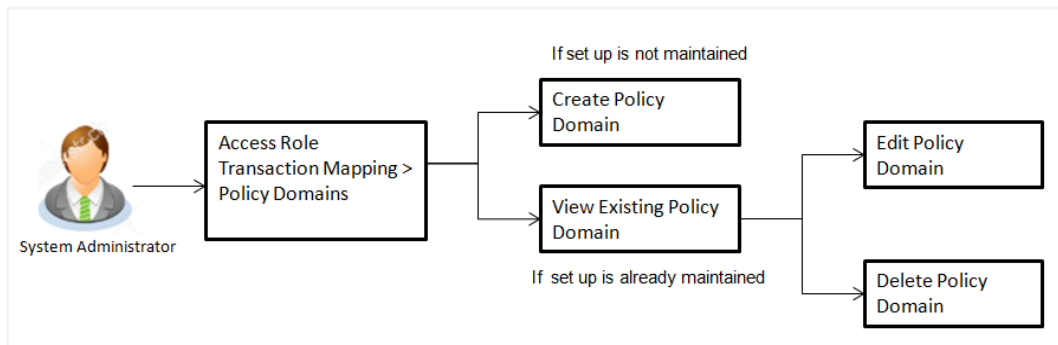 If set up is not maintained
Create Policy
Domain
Access Role
Transaction Mapping >
Policy Domains
Edit Policy
Domain
View Existing Policy
Domain
System Administrator
If set up is already maintained
Delete Policy
Domain